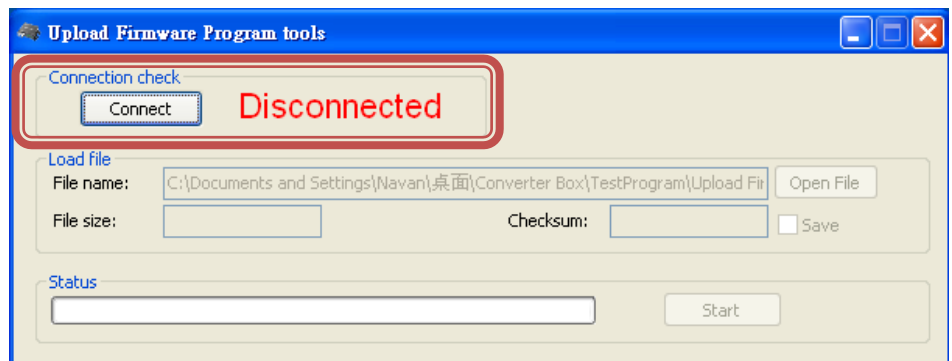 Upload Firmware Program tools
Connection check
Connect Disconnected
Load file
File name: C:\Documents and Settings\Navan\桌面\Converter Box\TestProgram\Upload Fir Open File
File size: Checksum: Save
Status
Start